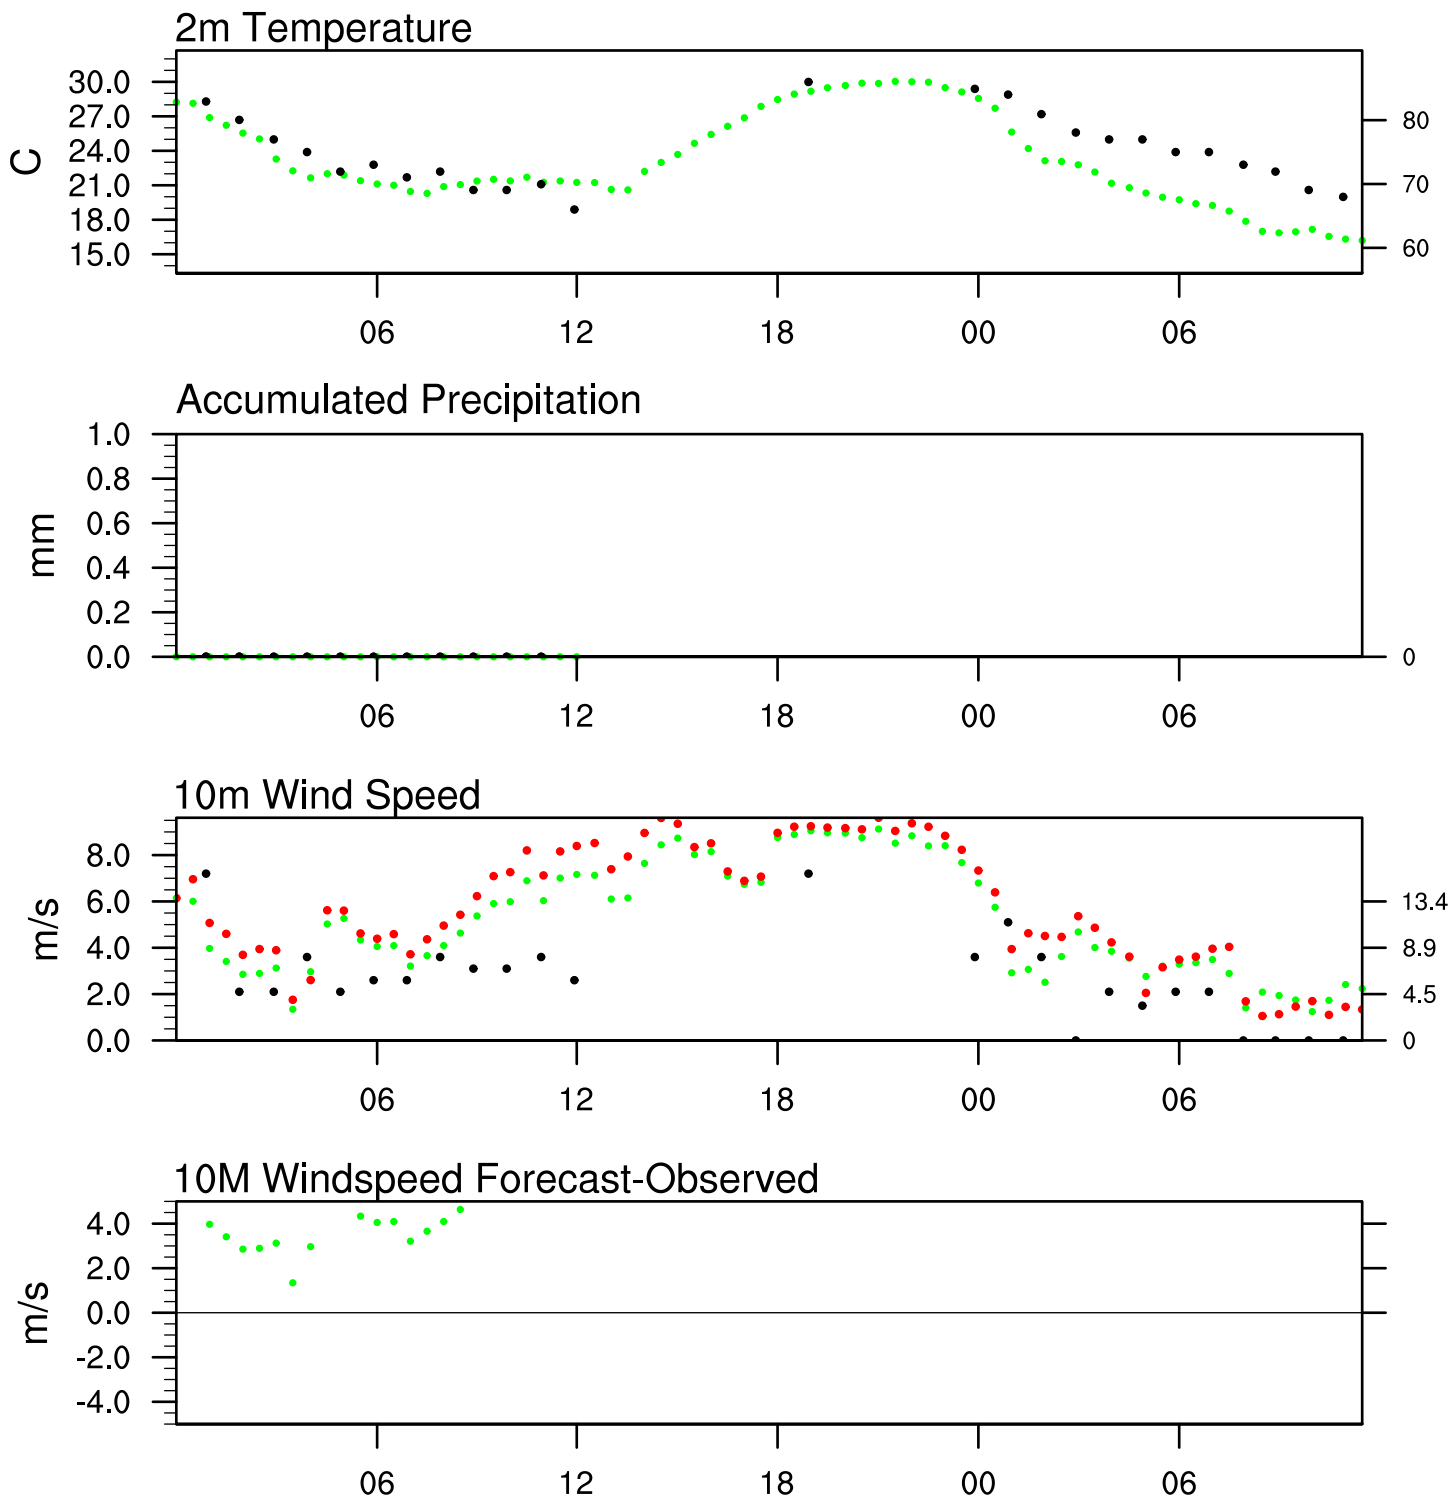 2m Temperature
30.0
27.0
24.0
21.0
18.0
15.0
C
80
70
60
06 12 18 00 06
Accumulated Precipitation
1.0
0.8
0.6
0.4
0.2
0.0
mm
0
06 12 18 00 06
10m Wind Speed
8.0
6.0
4.0
2.0
0.0
m/s
13.4
8.9
4.5
0
06 12 18 00 06
10M Windspeed Forecast-Observed
4.0
2.0
0.0
-2.0
-4.0
m/s
06 12 18 00 06